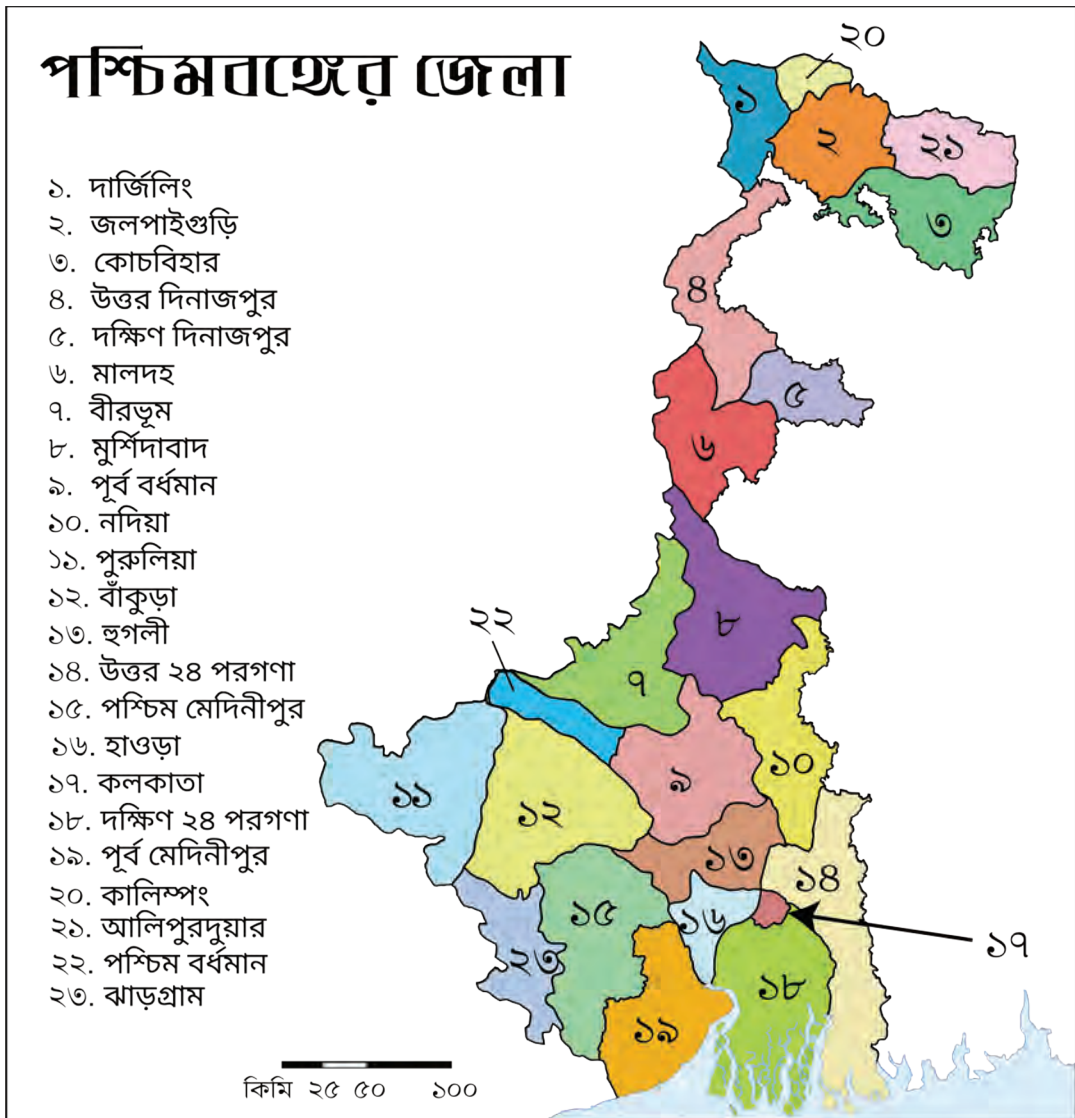 পশ্চিমবঙ্গের জেলা
১. দার্জিলিং
২. জলপাইগুড়ি
৩. কোচবিহার
৪. উত্তর দিনাজপুর
৫. দক্ষিণ দিনাজপুর
৬. মালদহ
৭. বীরভূম
৮. মুর্শিদাবাদ
৯. পূর্ব বর্ধমান
১০. নদিয়া
১১. পুরুলিয়া
১২. বাঁকুড়া
১৩. হুগলী
১৪. উত্তর ২৪ পরগণা
১৫. পশ্চিম মেদিনীপুর
১৬. হাওড়া
১৭. কলকাতা
১৮. দক্ষিণ ২৪ পরগণা
১৯. পূর্ব মেদিনীপুর
২০. কালিম্পং
২১. আলিপুরদুয়ার
২২. পশ্চিম বর্ধমান
২৩. ঝাড়গ্রাম
২০
১
২
২১
৩
৪
৫
৬
৮
২২
৭
১০
৯
১১
১২
১৩
১৪
১৫
১৬
১৭
২৩
১৮
১৯
কিমি ২৫ ৫০ ১০০